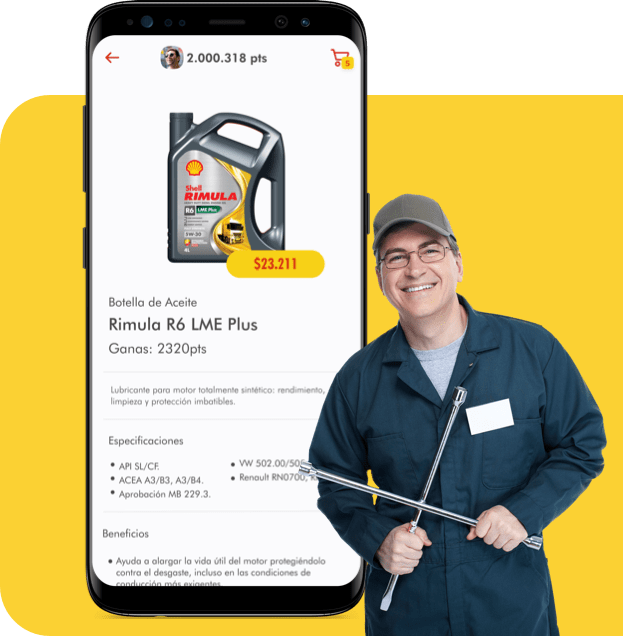 2.000.318 pts
5
Shell
RIMULA
R6 LME Plus
5W-30
4L
$23.211
Botella de Aceite
Rimula R6 LME Plus
Ganas: 2320pts
Lubricante para motor totalmente sintético: rendimiento,
limpieza y protección imbatibles.
Especificaciones
• API SL/CF.
• ACEA A3/B3, A3/B4.
• Aprobación MB 229.3.
• VW 502.00/505
• Renault RN0700,
Beneficios
• Ayuda a alargar la vida útil del motor protegiéndolo
contra el desgaste, incluso en las condiciones de
conducción más exigentes.